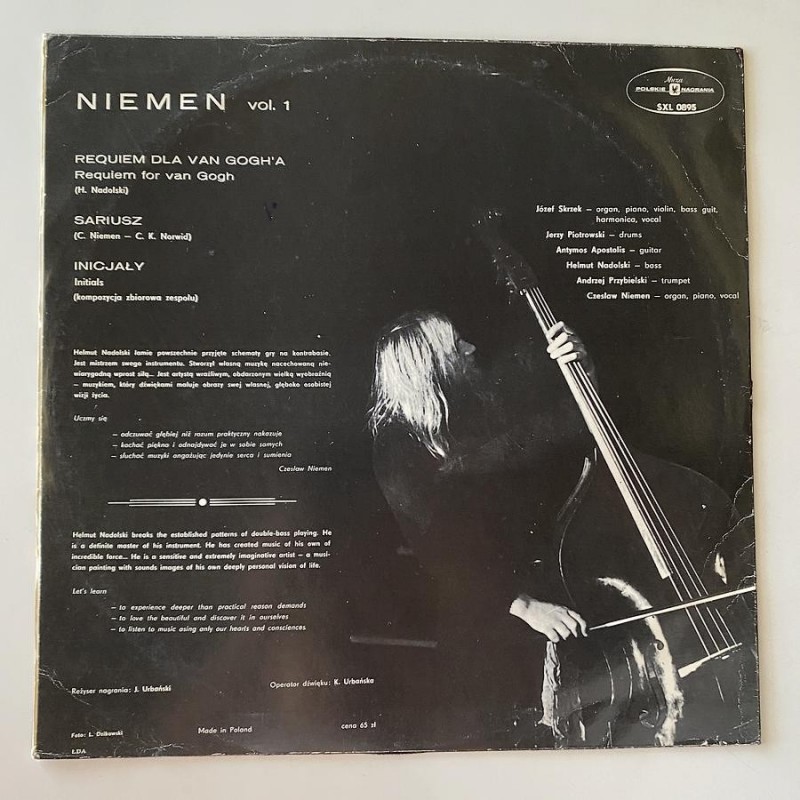 NIEMEN vol. 1
Muza
POLSKIE NAGRANIA
SXL 0895
REQUIEM DLA VAN GOGH'A
Requiem for van Gogh
(H. Nadolski)
SARIUSZ
(C. Niemen – C. K. Norwid)
INICJAŁY
Initials
(kompozycja zbiorowa zespołu)
Józef Skrzek – organ, piano, violin, bass guit,
harmonica, vocal
Jerzy Piotrowski – drums
Antymos Apostolis – guitar
Helmut Nadolski – bass
Andrzej Przybielski – trumpet
Czesław Niemen – organ, piano, vocal
Helmut Nadolski łamie powszechnie przyjęte schematy gry na kontrabasie.
Jest mistrzem swego instrumentu. Stworzył własną muzykę nacechowaną nie-
wiarygodną wprost siłą... Jest artystą wrażliwym, obdarzonym wielką wyobraźnią
– muzykiem, który dźwiękami maluje obrazy swej własnej, głęboko osobistej
wizji życia.
Uczmy się
– odczuwać głębiej niż rozum praktyczny nakazuje
– kochać piękno i odnajdywać je w sobie samych
– słuchać muzyki angażując jedynie serca i sumienia
Czesław Niemen
Helmut Nadolski breaks the established patterns of double-bass playing. He
is a definite master of his instrument. He has created music of his own of
incredible force... He is a sensitive and extremely imaginative artist – a musi-
cian painting with sounds images of his own deeply personal vision of life.
Let's learn
– to experience deeper than practical reason demands
– to love the beautiful and discover it in ourselves
– to listen to music using only our hearts and consciences
Reżyser nagrania: J. Urbański
Operator dźwięku: K. Urbańska
Foto: L. Dzikowski
Made in Poland
cena 65 zł
ŁDA